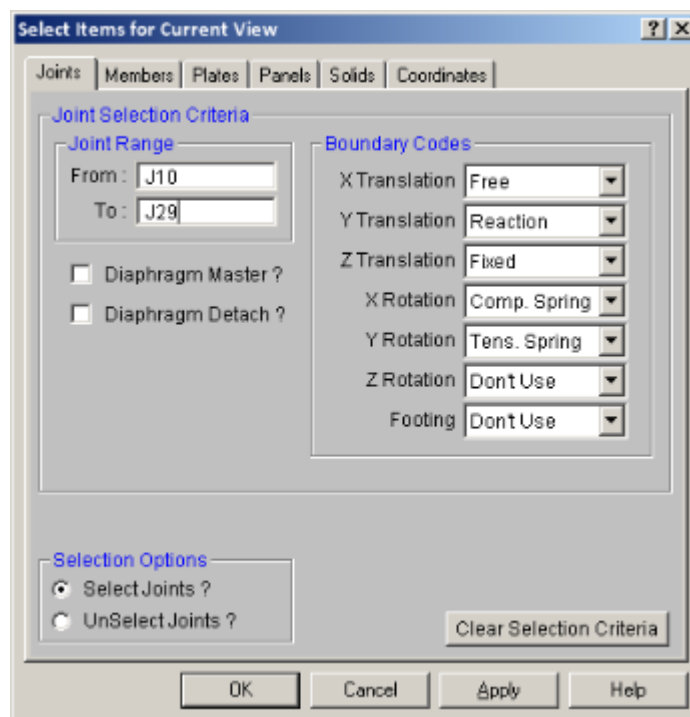 Select Items for Current View
Joints Members Plates Panels Solids Coordinates
Joint Selection Criteria
Joint Range
From : J10
To : J29
Diaphragm Master ?
Diaphragm Detach ?
Boundary Codes
X Translation Free
Y Translation Reaction
Z Translation Fixed
X Rotation Comp. Spring
Y Rotation Tens. Spring
Z Rotation Don't Use
Footing Don't Use
Selection Options
Select Joints ?
UnSelect Joints ?
Clear Selection Criteria
OK Cancel Apply Help